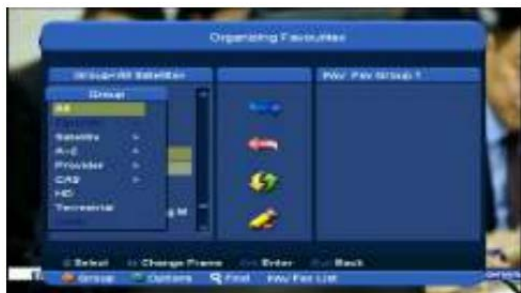 Organizing Favourites
Group-All Satellites
Fav: Fav Group 1
Group
All
Satellite
A-Z
Provider
CAS
HD
Terrestrial
Select Change Frame Enter Back
Group Options Find Fav: Fav List